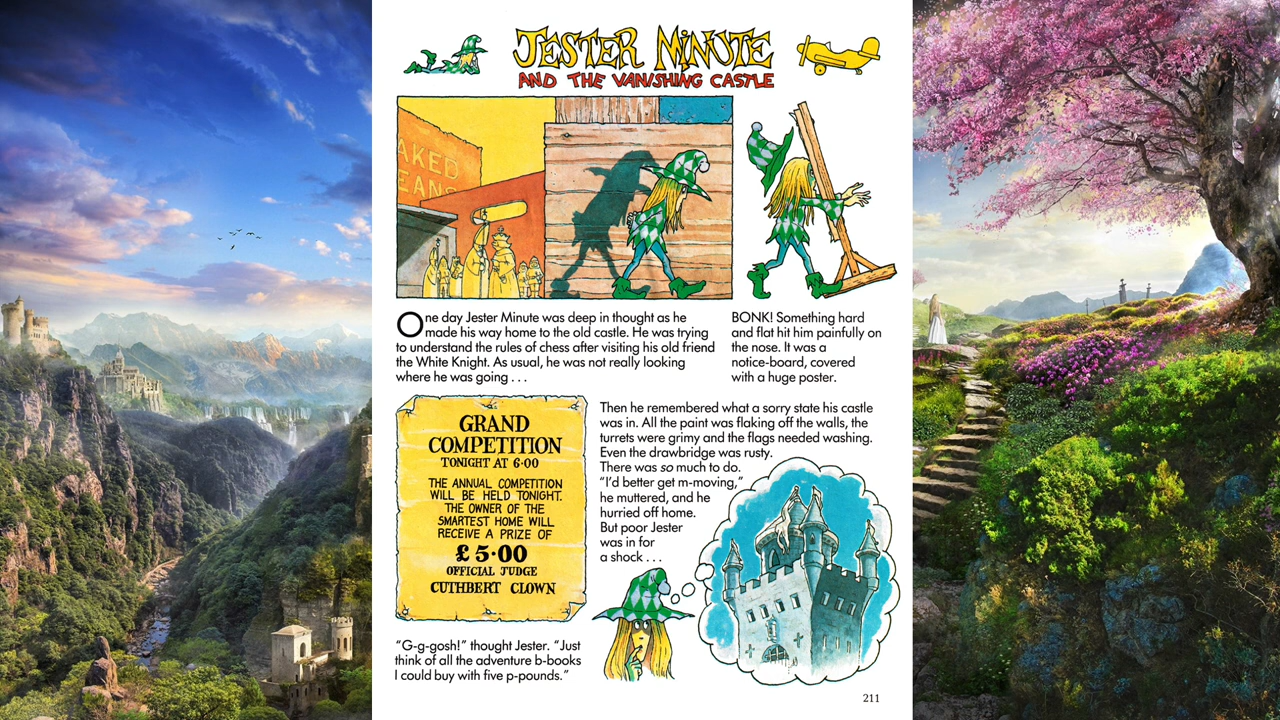 JESTER MINUTE
AND THE VANISHING CASTLE
AKED
EANS
One day Jester Minute was deep in thought as he
made his way home to the old castle. He was trying
to understand the rules of chess after visiting his old friend
the White Knight. As usual, he was not really looking
where he was going . . .
BONK! Something hard
and flat hit him painfully on
the nose. It was a
notice-board, covered
with a huge poster.
GRAND
COMPETITION
TONIGHT AT 6·00
THE ANNUAL COMPETITION
WILL BE HELD TONIGHT.
THE OWNER OF THE
SMARTEST HOME WILL
RECEIVE A PRIZE OF
£5·00
OFFICIAL JUDGE
CUTHBERT CLOWN
"G-g-gosh!" thought Jester. "Just
think of all the adventure b-books
I could buy with five p-pounds."
Then he remembered what a sorry state his castle
was in. All the paint was flaking off the walls, the
turrets were grimy and the flags needed washing.
Even the drawbridge was rusty.
There was so much to do.
"I'd better get m-moving,"
he muttered, and he
hurried off home.
But poor Jester
was in for
a shock . . .
211